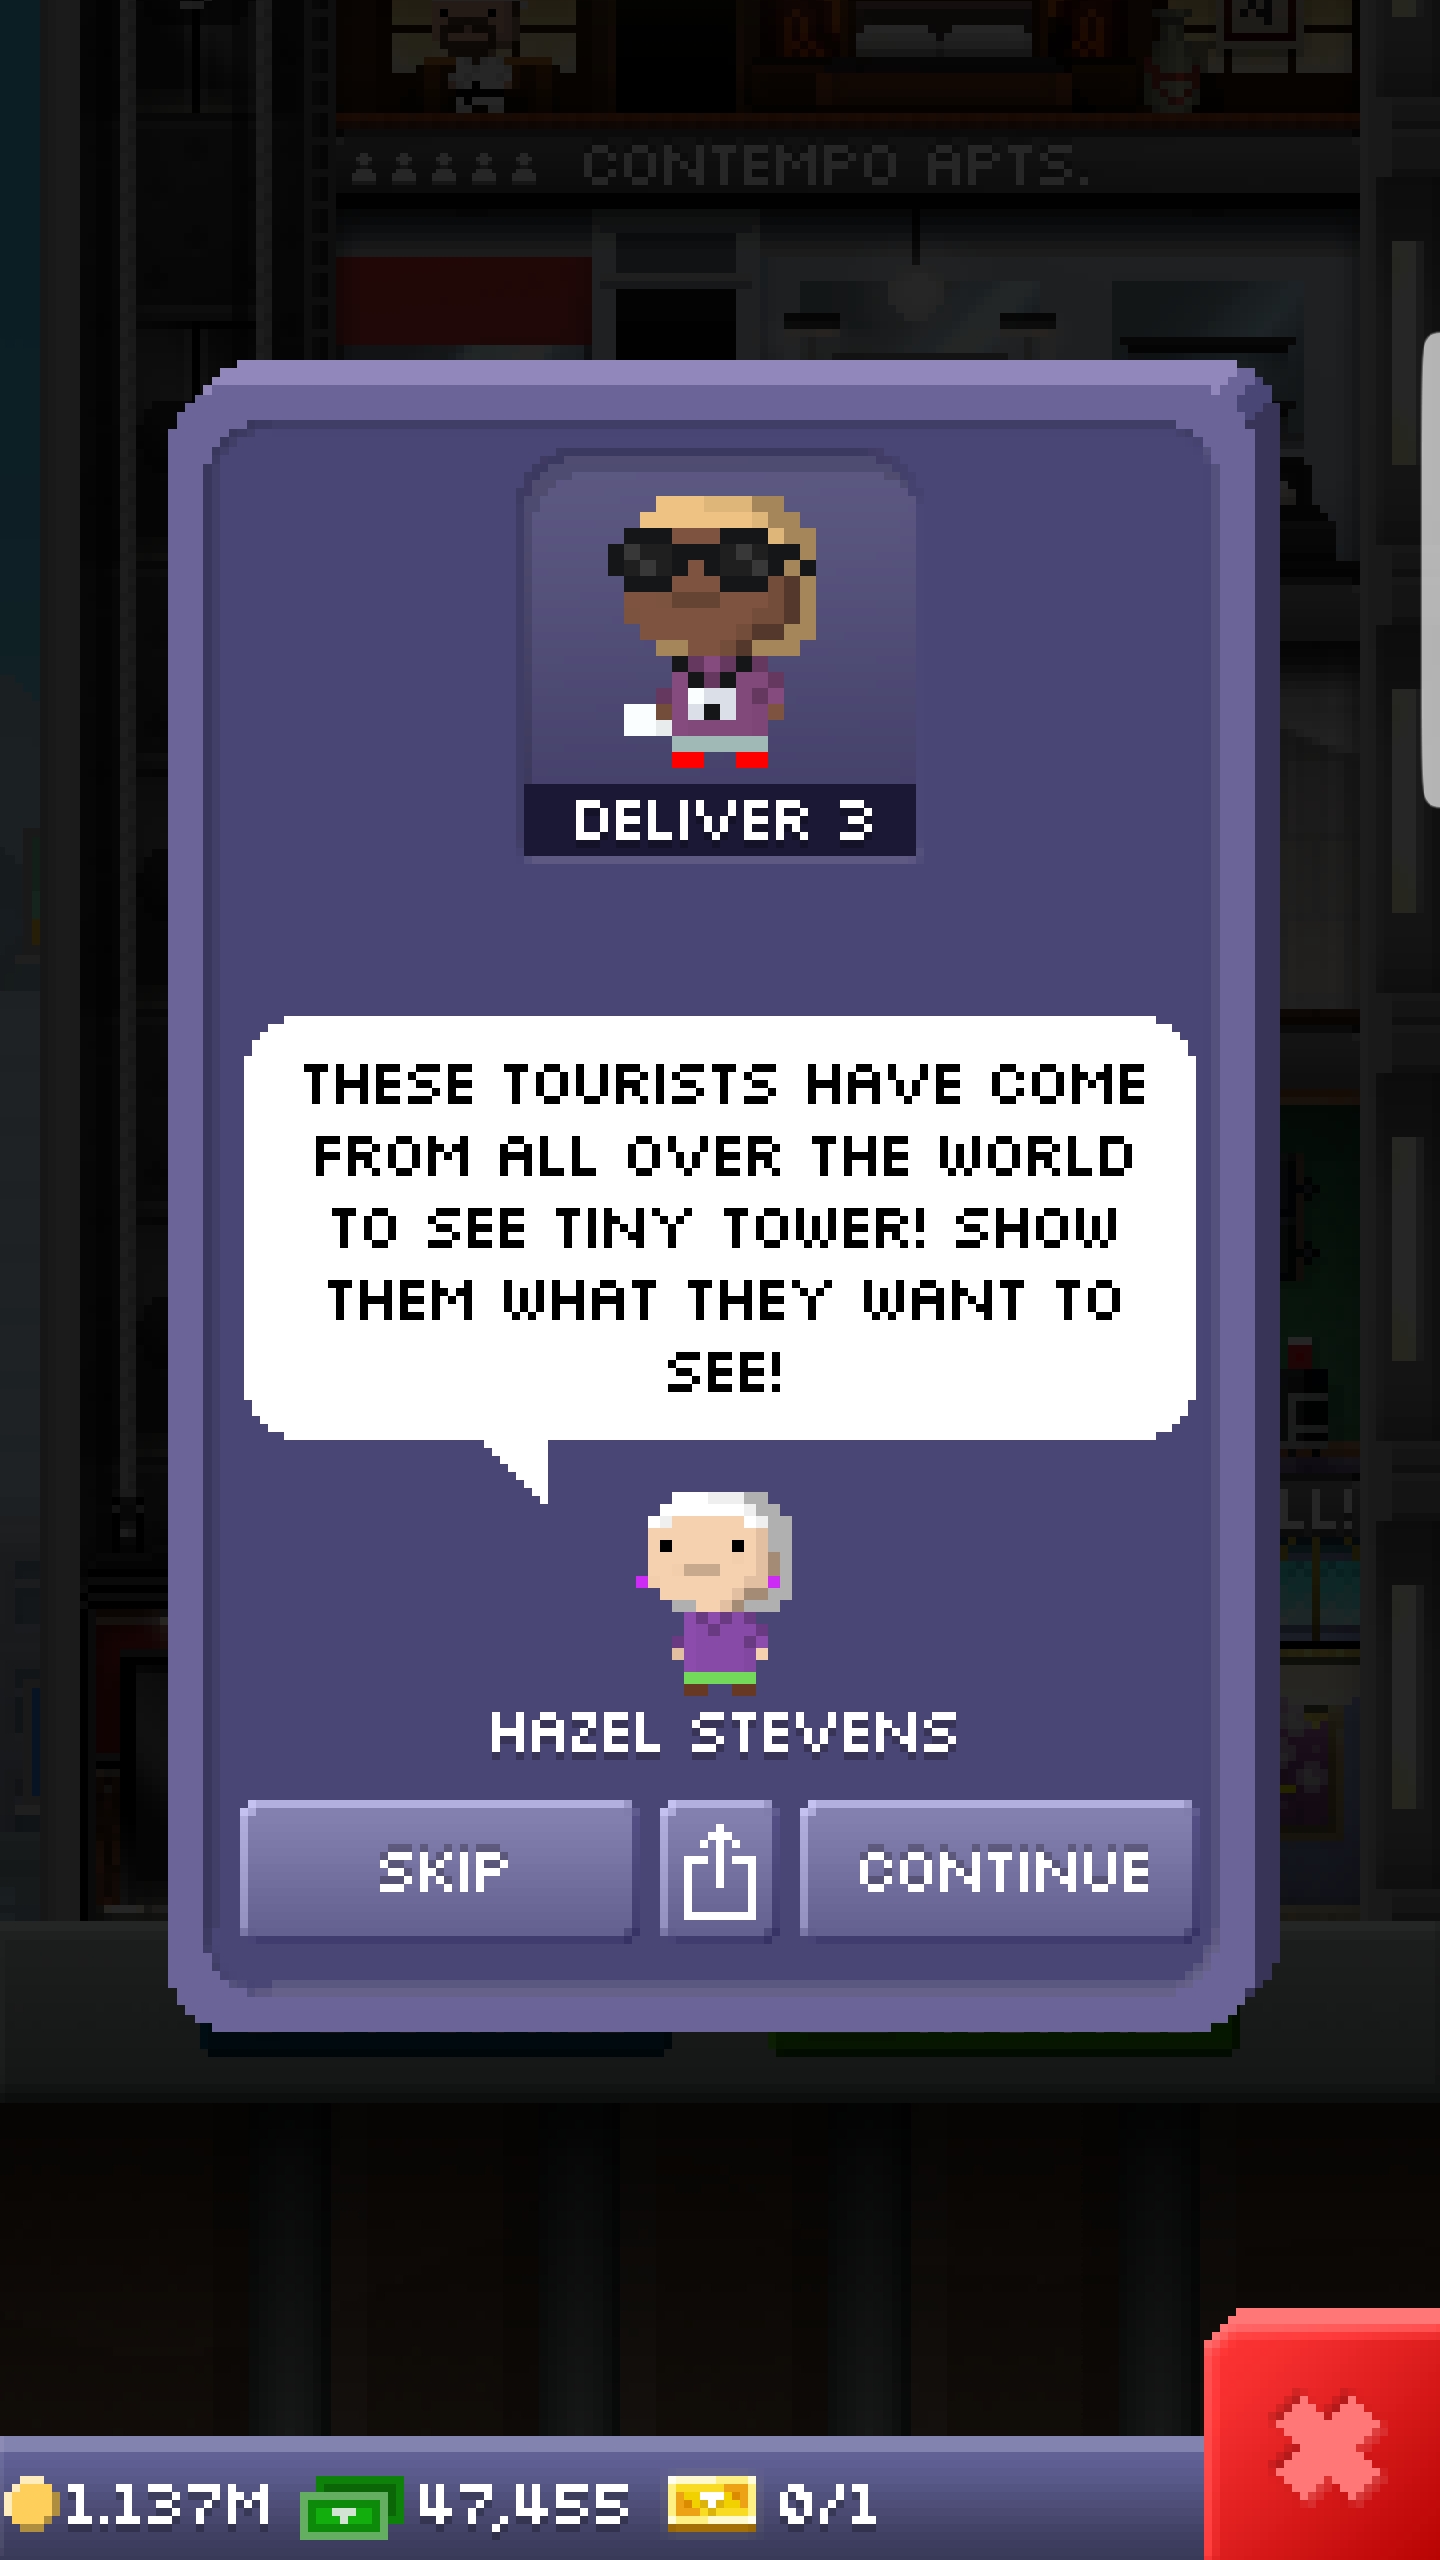 CONTEMPO APTS.
DELIVER 3
THESE TOURISTS HAVE COME
FROM ALL OVER THE WORLD
TO SEE TINY TOWER! SHOW
THEM WHAT THEY WANT TO
SEE!
LL!
HAZEL STEVENS
SKIP
CONTINUE
1.137M 47,455 0/1